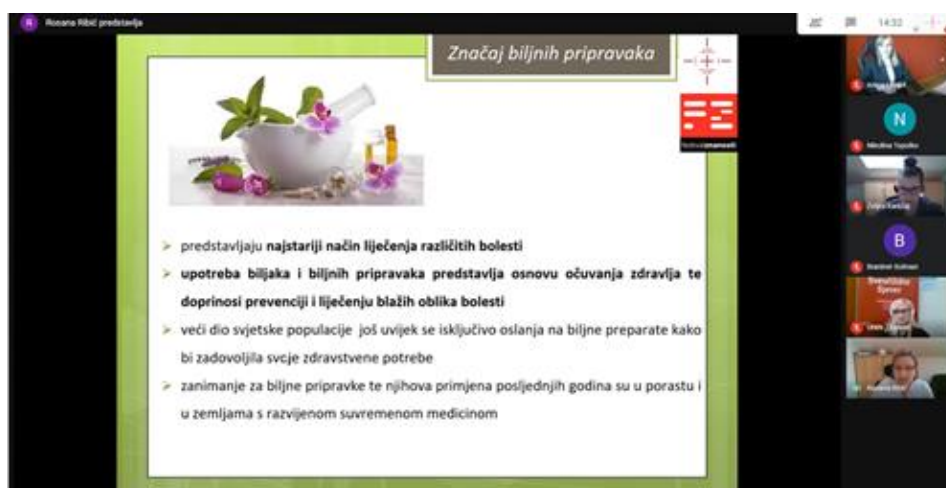 R
Rosana Ribić predstavlja
14:32
Značaj biljnih pripravaka
predstavljaju najstariji način liječenja različitih bolesti
upotreba biljaka i biljnih pripravaka predstavlja osnovu očuvanja zdravlja te
doprinosi prevenciji i liječenju blažih oblika bolesti
veći dio svjetske populacije još uvijek se isključivo oslanja na biljne preparate kako
bi zadovoljila svoje zdravstvene potrebe
zanimanje za biljne pripravke te njihova primjena posljednjih godina su u porastu i
u zemljama s razvijenom suvremenom medicinom
festivalznanosti
N
Nikolina
B